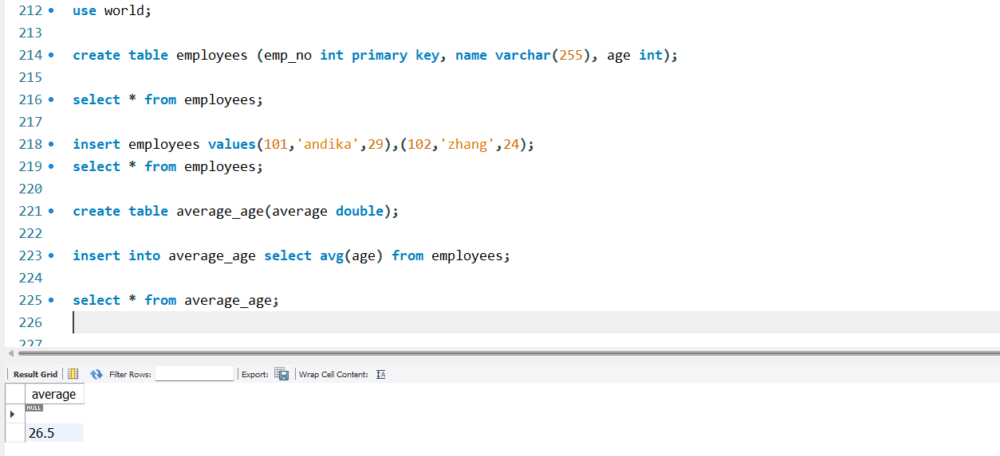 212 use world;
213
214 create table employees (emp_no int primary key, name varchar(255), age int);
215
216 select * from employees;
217
218 insert employees values(101,'andika',29),(102,'zhang',24);
219 select * from employees;
220
221 create table average_age(average double);
222
223 insert into average_age select avg(age) from employees;
224
225 select * from average_age;
226
227
Result Grid Filter Rows: Export: Wrap Cell Content: IA
average
NULL
26.5